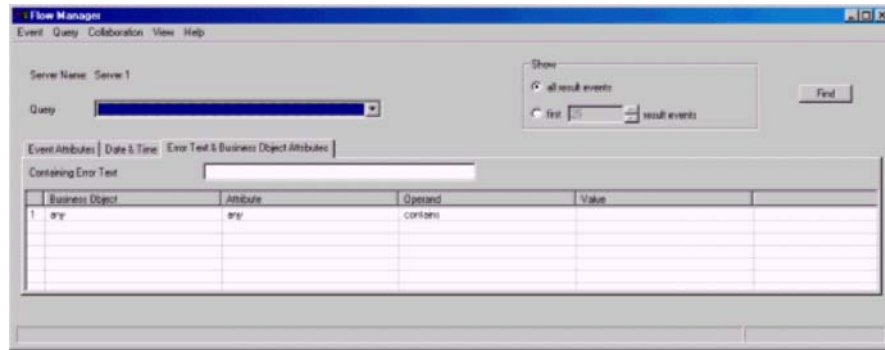 Flow Manager
Event Query Collaboration View Help
Server Name: Server1
Query
Show
all result events
first 25 result events
Find
Event Attributes Date & Time Error Text & Business Object Attributes
Containing Error Text
Business Object Attribute Operand Value
1 any any contains